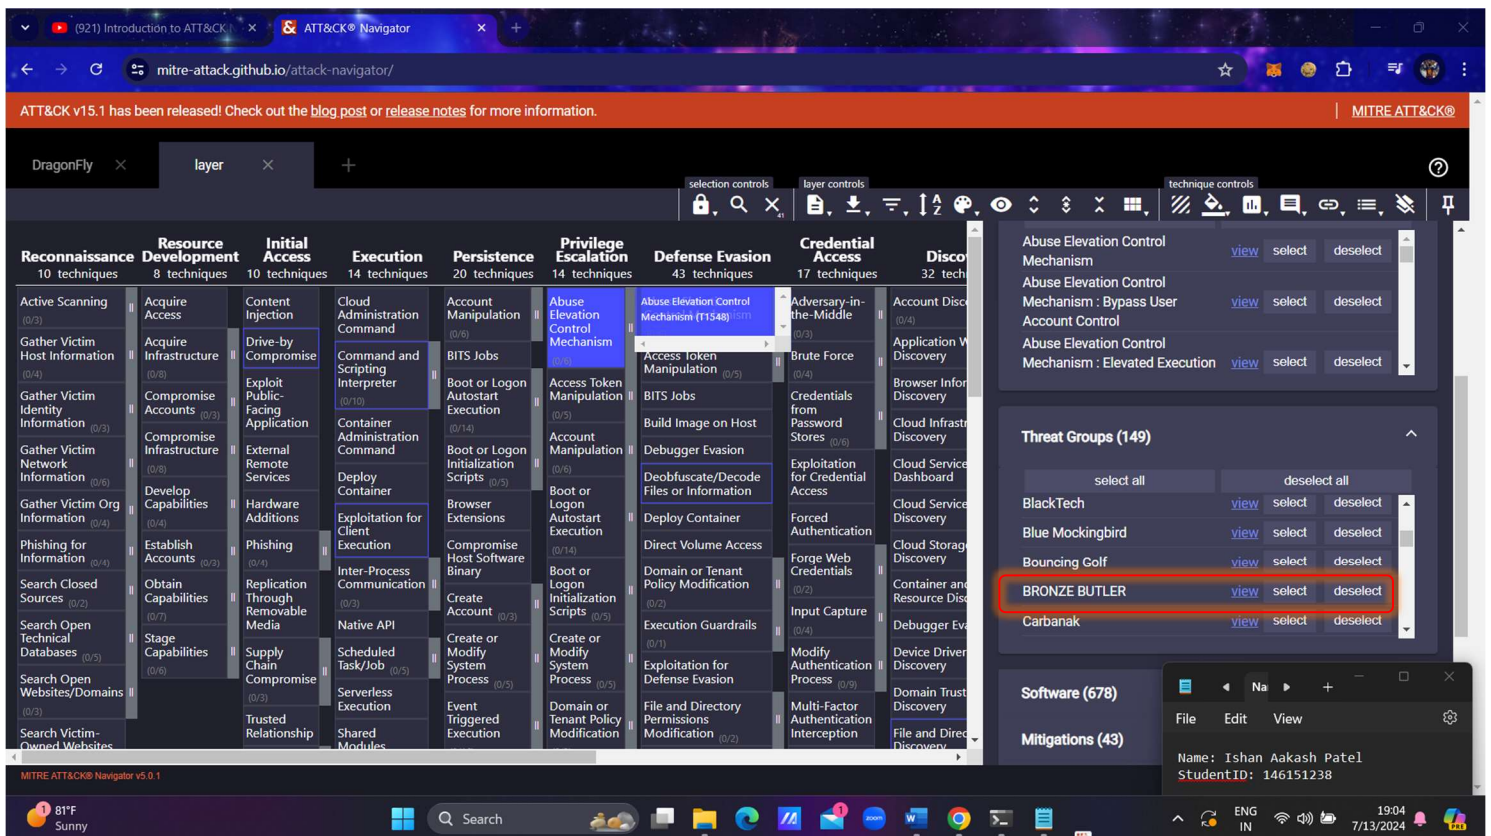 (921) Introduction to ATT&CK N
ATT&CK® Navigator
mitre-attack.github.io/attack-navigator/
ATT&CK v15.1 has been released! Check out the blog post or release notes for more information.
MITRE ATT&CK®
DragonFly
layer
selection controls
layer controls
technique controls
41
Reconnaissance
10 techniques
Resource Development
8 techniques
Initial Access
10 techniques
Execution
14 techniques
Persistence
20 techniques
Privilege Escalation
14 techniques
Defense Evasion
43 techniques
Credential Access
17 techniques
Disco
32 tech
Active Scanning
(0/3)
Gather Victim
Host Information
(0/4)
Gather Victim
Identity
Information (0/3)
Gather Victim
Network
Information (0/6)
Gather Victim Org
Information (0/4)
Phishing for
Information (0/4)
Search Closed
Sources (0/2)
Search Open
Technical
Databases (0/5)
Search Open
Websites/Domains
(0/3)
Search Victim-
Owned Websites
Acquire
Access
Acquire
Infrastructure
(0/8)
Compromise
Accounts (0/3)
Compromise
Infrastructure
(0/8)
Develop
Capabilities
(0/4)
Establish
Accounts (0/3)
Obtain
Capabilities
(0/7)
Stage
Capabilities
(0/6)
Content
Injection
Drive-by
Compromise
Exploit
Public-
Facing
Application
External
Remote
Services
Hardware
Additions
Phishing
(0/4)
Replication
Through
Removable
Media
Supply
Chain
Compromise
(0/3)
Trusted
Relationship
Cloud
Administration
Command
Command and
Scripting
Interpreter
(0/10)
Container
Administration
Command
Deploy
Container
Exploitation for
Client
Execution
Inter-Process
Communication
(0/3)
Native API
Scheduled
Task/Job (0/5)
Serverless
Execution
Shared
Modules
Account
Manipulation
(0/6)
BITS Jobs
Boot or Logon
Autostart
Execution
(0/14)
Boot or Logon
Initialization
Scripts (0/5)
Browser
Extensions
Compromise
Host Software
Binary
Create
Account (0/3)
Create or
Modify
System
Process (0/5)
Event
Triggered
Execution
Abuse
Elevation
Control
Mechanism
(0/6)
Access Token
Manipulation
(0/5)
Account
Manipulation
(0/6)
Boot or
Logon
Autostart
Execution
(0/14)
Boot or
Logon
Initialization
Scripts (0/5)
Create or
Modify
System
Process (0/5)
Domain or
Tenant Policy
Modification
Abuse Elevation Control
Mechanism (T1548)
Access Token
Manipulation (0/5)
BITS Jobs
Build Image on Host
Debugger Evasion
Deobfuscate/Decode
Files or Information
Deploy Container
Direct Volume Access
Domain or Tenant
Policy Modification
(0/2)
Execution Guardrails
(0/1)
Exploitation for
Defense Evasion
File and Directory
Permissions
Modification (0/2)
Adversary-in-
the-Middle
(0/3)
Brute Force
(0/4)
Credentials
from
Password
Stores (0/6)
Exploitation
for Credential
Access
Forced
Authentication
Forge Web
Credentials
(0/2)
Input Capture
(0/4)
Modify
Authentication
Process (0/9)
Multi-Factor
Authentication
Interception
Account Disco
(0/4)
Application W
Discovery
Browser Infor
Discovery
Cloud Infrastr
Discovery
Cloud Service
Dashboard
Cloud Service
Discovery
Cloud Storage
Discovery
Container and
Resource Disc
Debugger Eva
Device Driver
Discovery
Domain Trust
Discovery
File and Direc
Discovery
Abuse Elevation Control
Mechanism view select deselect
Abuse Elevation Control
Mechanism : Bypass User
Account Control view select deselect
Abuse Elevation Control
Mechanism : Elevated Execution view select deselect
Threat Groups (149)
select all deselect all
BlackTech view select deselect
Blue Mockingbird view select deselect
Bouncing Golf view select deselect
BRONZE BUTLER view select deselect
Carbanak view select deselect
Software (678)
Mitigations (43)
Na
File Edit View
Name: Ishan Aakash Patel
StudentID: 146151238
MITRE ATT&CK® Navigator v5.0.1
1
81°F
Sunny
Search
1
zoom
ENG
IN
19:04
7/13/2024
PRE